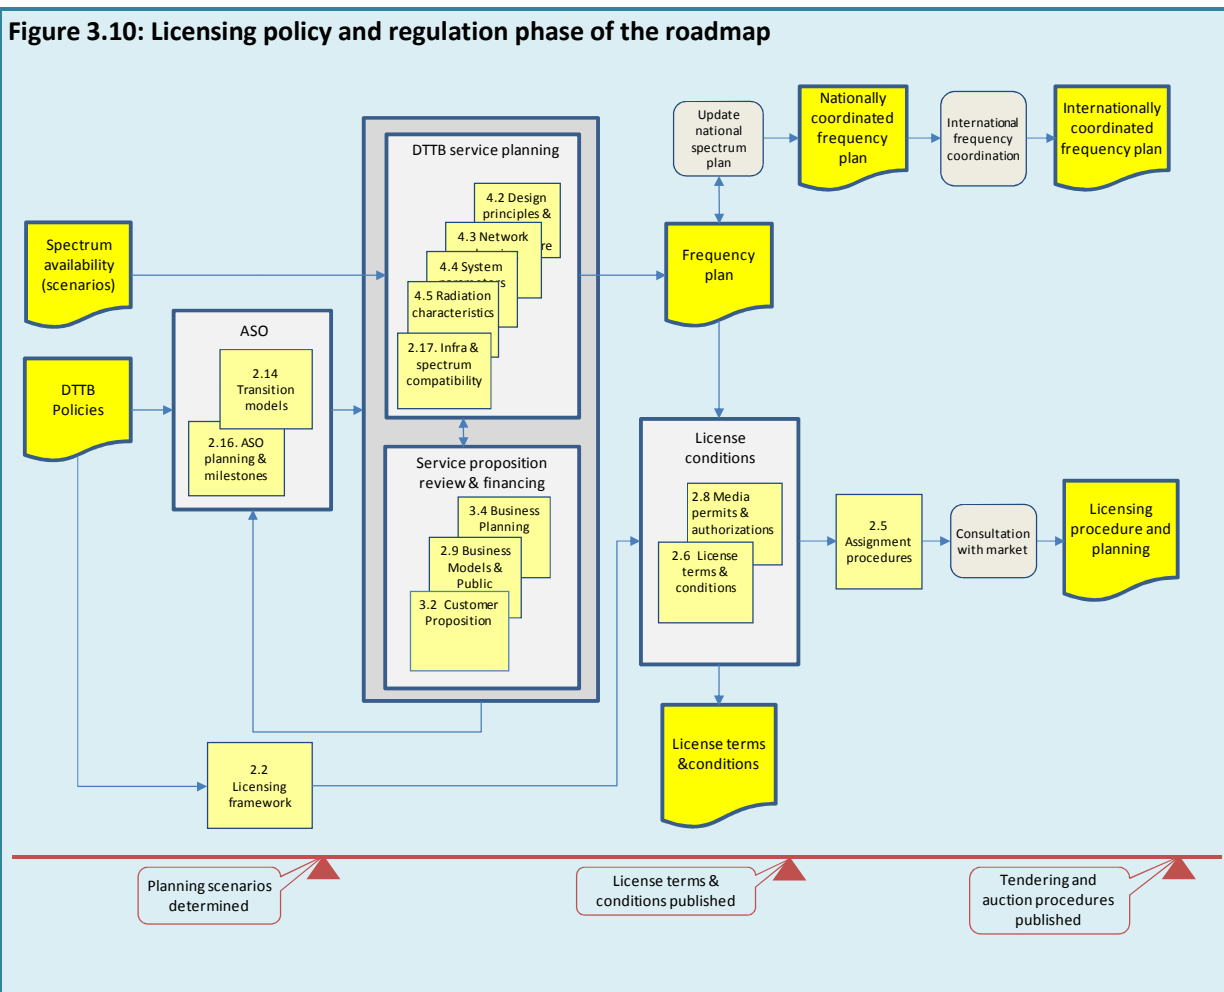 Figure 3.10: Licensing policy and regulation phase of the roadmap
Update
national
spectrum
plan
Nationally
coordinated
frequency
plan
International
frequency
coordination
Internationally
coordinated
frequency plan
DTTB service planning
4.2 Design
principles &
4.3 Network
re
4.4 System
4.5 Radiation
characteristics
2.17. Infra &
spectrum
compatibility
Spectrum
availability
(scenarios)
Frequency
plan
ASO
2.14
Transition
models
2.16. ASO
planning &
milestones
DTTB
Policies
Service proposition
review & financing
3.4 Business
Planning
2.9 Business
Models & Public
3.2 Customer
Proposition
License
conditions
2.8 Media
permits &
authorizations
2.6 License
terms &
conditions
2.5
Assignment
procedures
Consultation
with market
Licensing
procedure and
planning
License terms
&conditions
2.2
Licensing
framework
Planning scenarios
determined
License terms &
conditions published
Tendering and
auction procedures
published